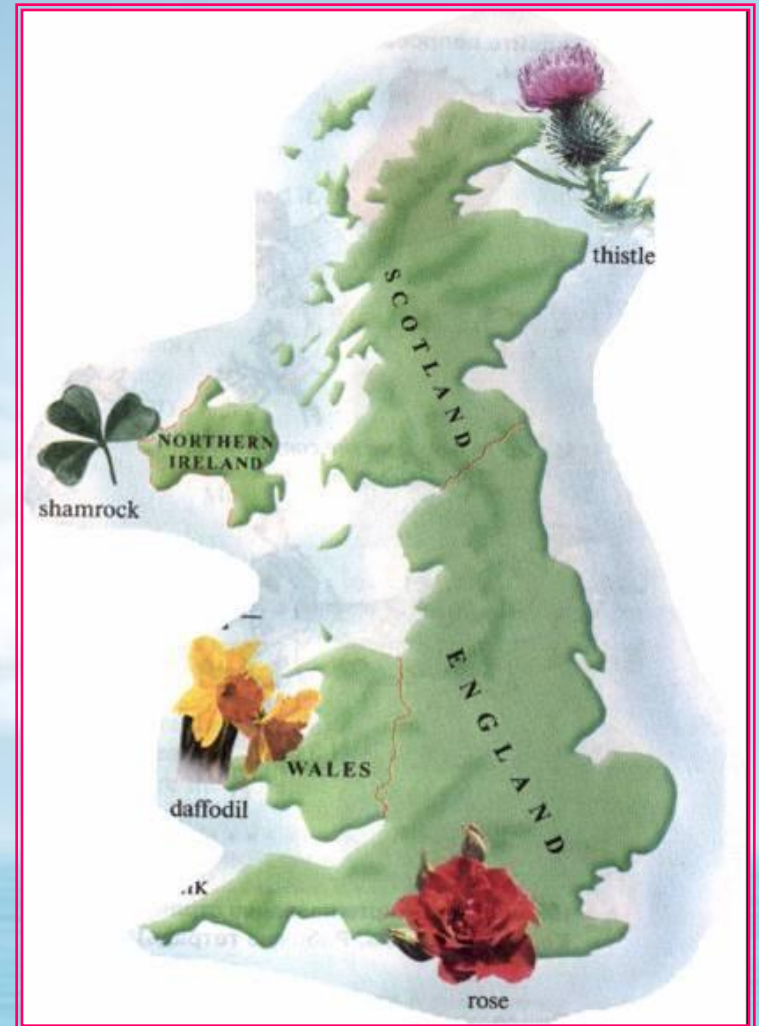 thistle
SCOTLAND
NORTHERN
IRELAND
shamrock
ENGLAND
WALES
daffodil
rose